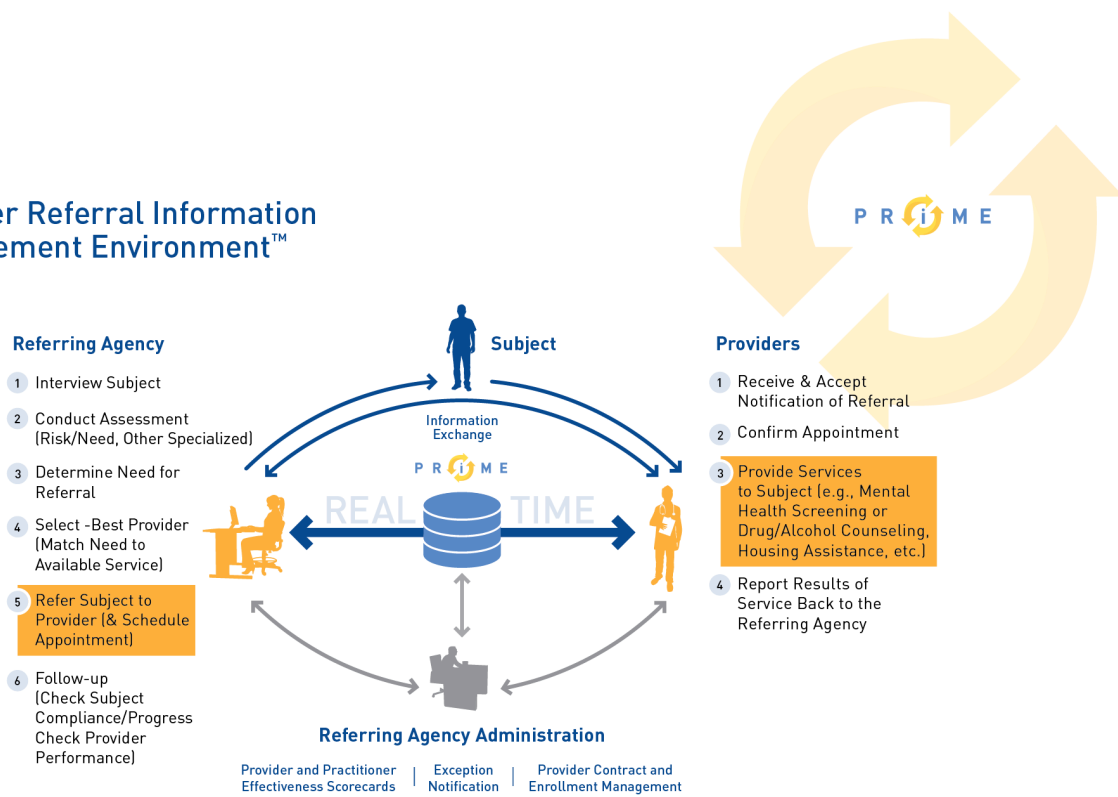 er Referral Information
ement Environment™
PRiME
Referring Agency
1 Interview Subject
2 Conduct Assessment
(Risk/Need, Other Specialized)
3 Determine Need for
Referral
4 Select -Best Provider
(Match Need to
Available Service)
5 Refer Subject to
Provider (& Schedule
Appointment)
6 Follow-up
(Check Subject
Compliance/Progress
Check Provider
Performance)
Subject
Information
Exchange
PRiME
REAL TIME
Providers
1 Receive & Accept
Notification of Referral
2 Confirm Appointment
3 Provide Services
to Subject (e.g., Mental
Health Screening or
Drug/Alcohol Counseling,
Housing Assistance, etc.)
4 Report Results of
Service Back to the
Referring Agency
Referring Agency Administration
Provider and Practitioner
Effectiveness Scorecards
Exception
Notification
Provider Contract and
Enrollment Management